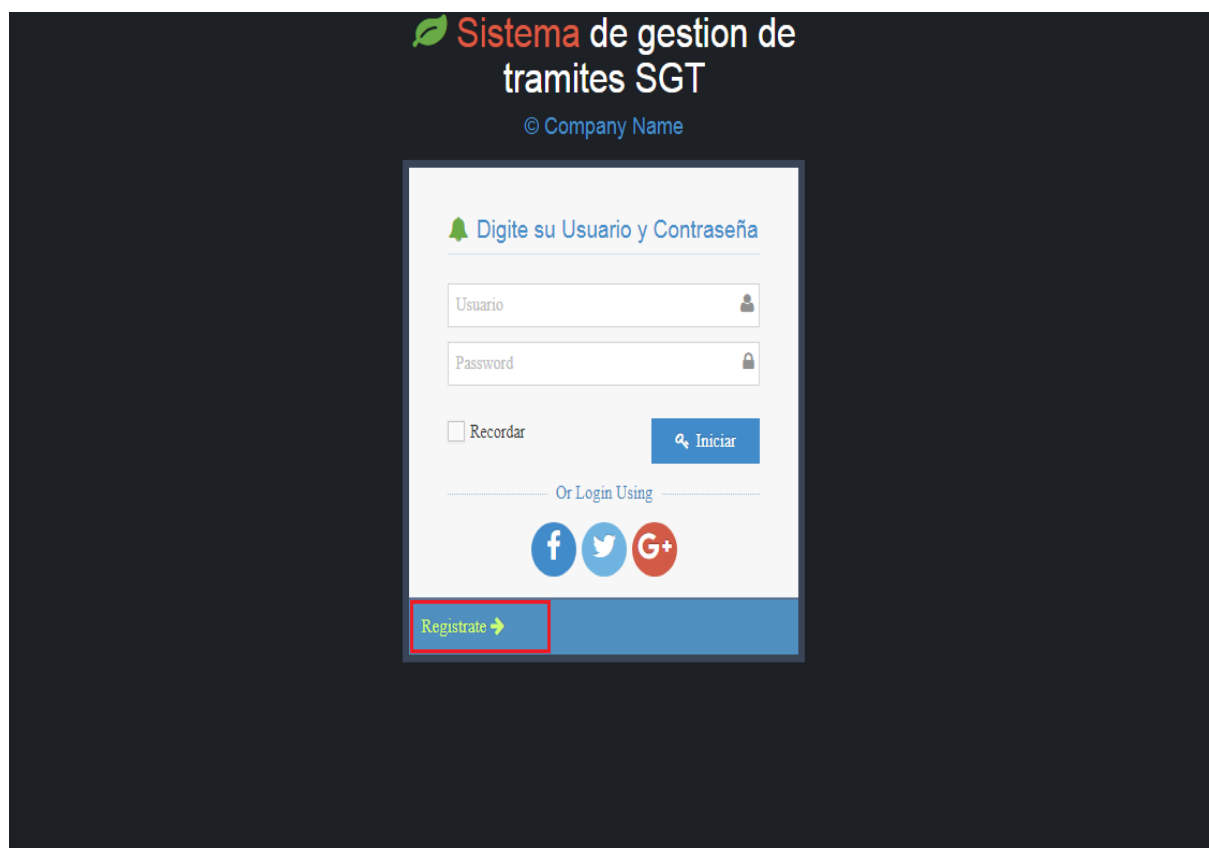 Sistema de gestion de
tramites SGT
© Company Name
Digite su Usuario y Contraseña
Usuario
Password
Recordar
Iniciar
Or Login Using
f
G+
Registrate